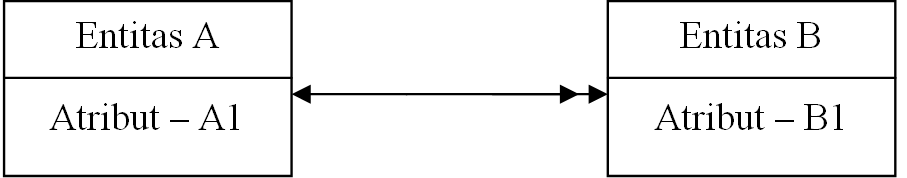 Entitas A
Entitas B
Atribut – A1
Atribut – B1